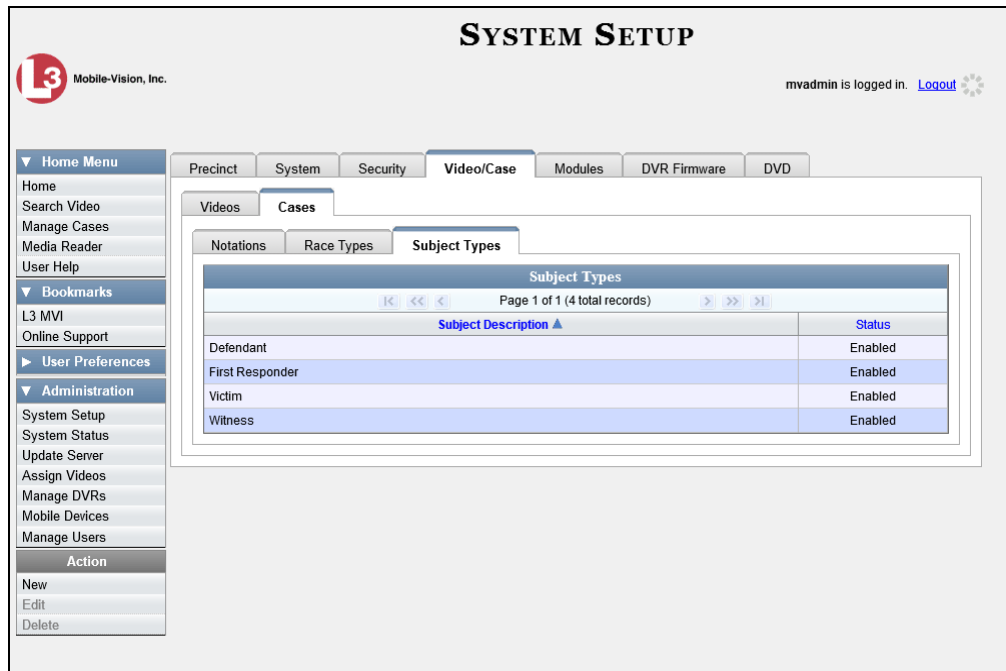 SYSTEM SETUP
L3 Mobile-Vision, Inc.
mvadmin is logged in. Logout
▼ Home Menu
Home
Search Video
Manage Cases
Media Reader
User Help
▼ Bookmarks
L3 MVI
Online Support
▶ User Preferences
▼ Administration
System Setup
System Status
Update Server
Assign Videos
Manage DVRs
Mobile Devices
Manage Users
Action
New
Edit
Delete
Precinct System Security Video/Case Modules DVR Firmware DVD
Videos Cases
Notations Race Types Subject Types
Subject Types
|< << < Page 1 of 1 (4 total records) > >> >|
Subject Description ▲ Status
Defendant Enabled
First Responder Enabled
Victim Enabled
Witness Enabled